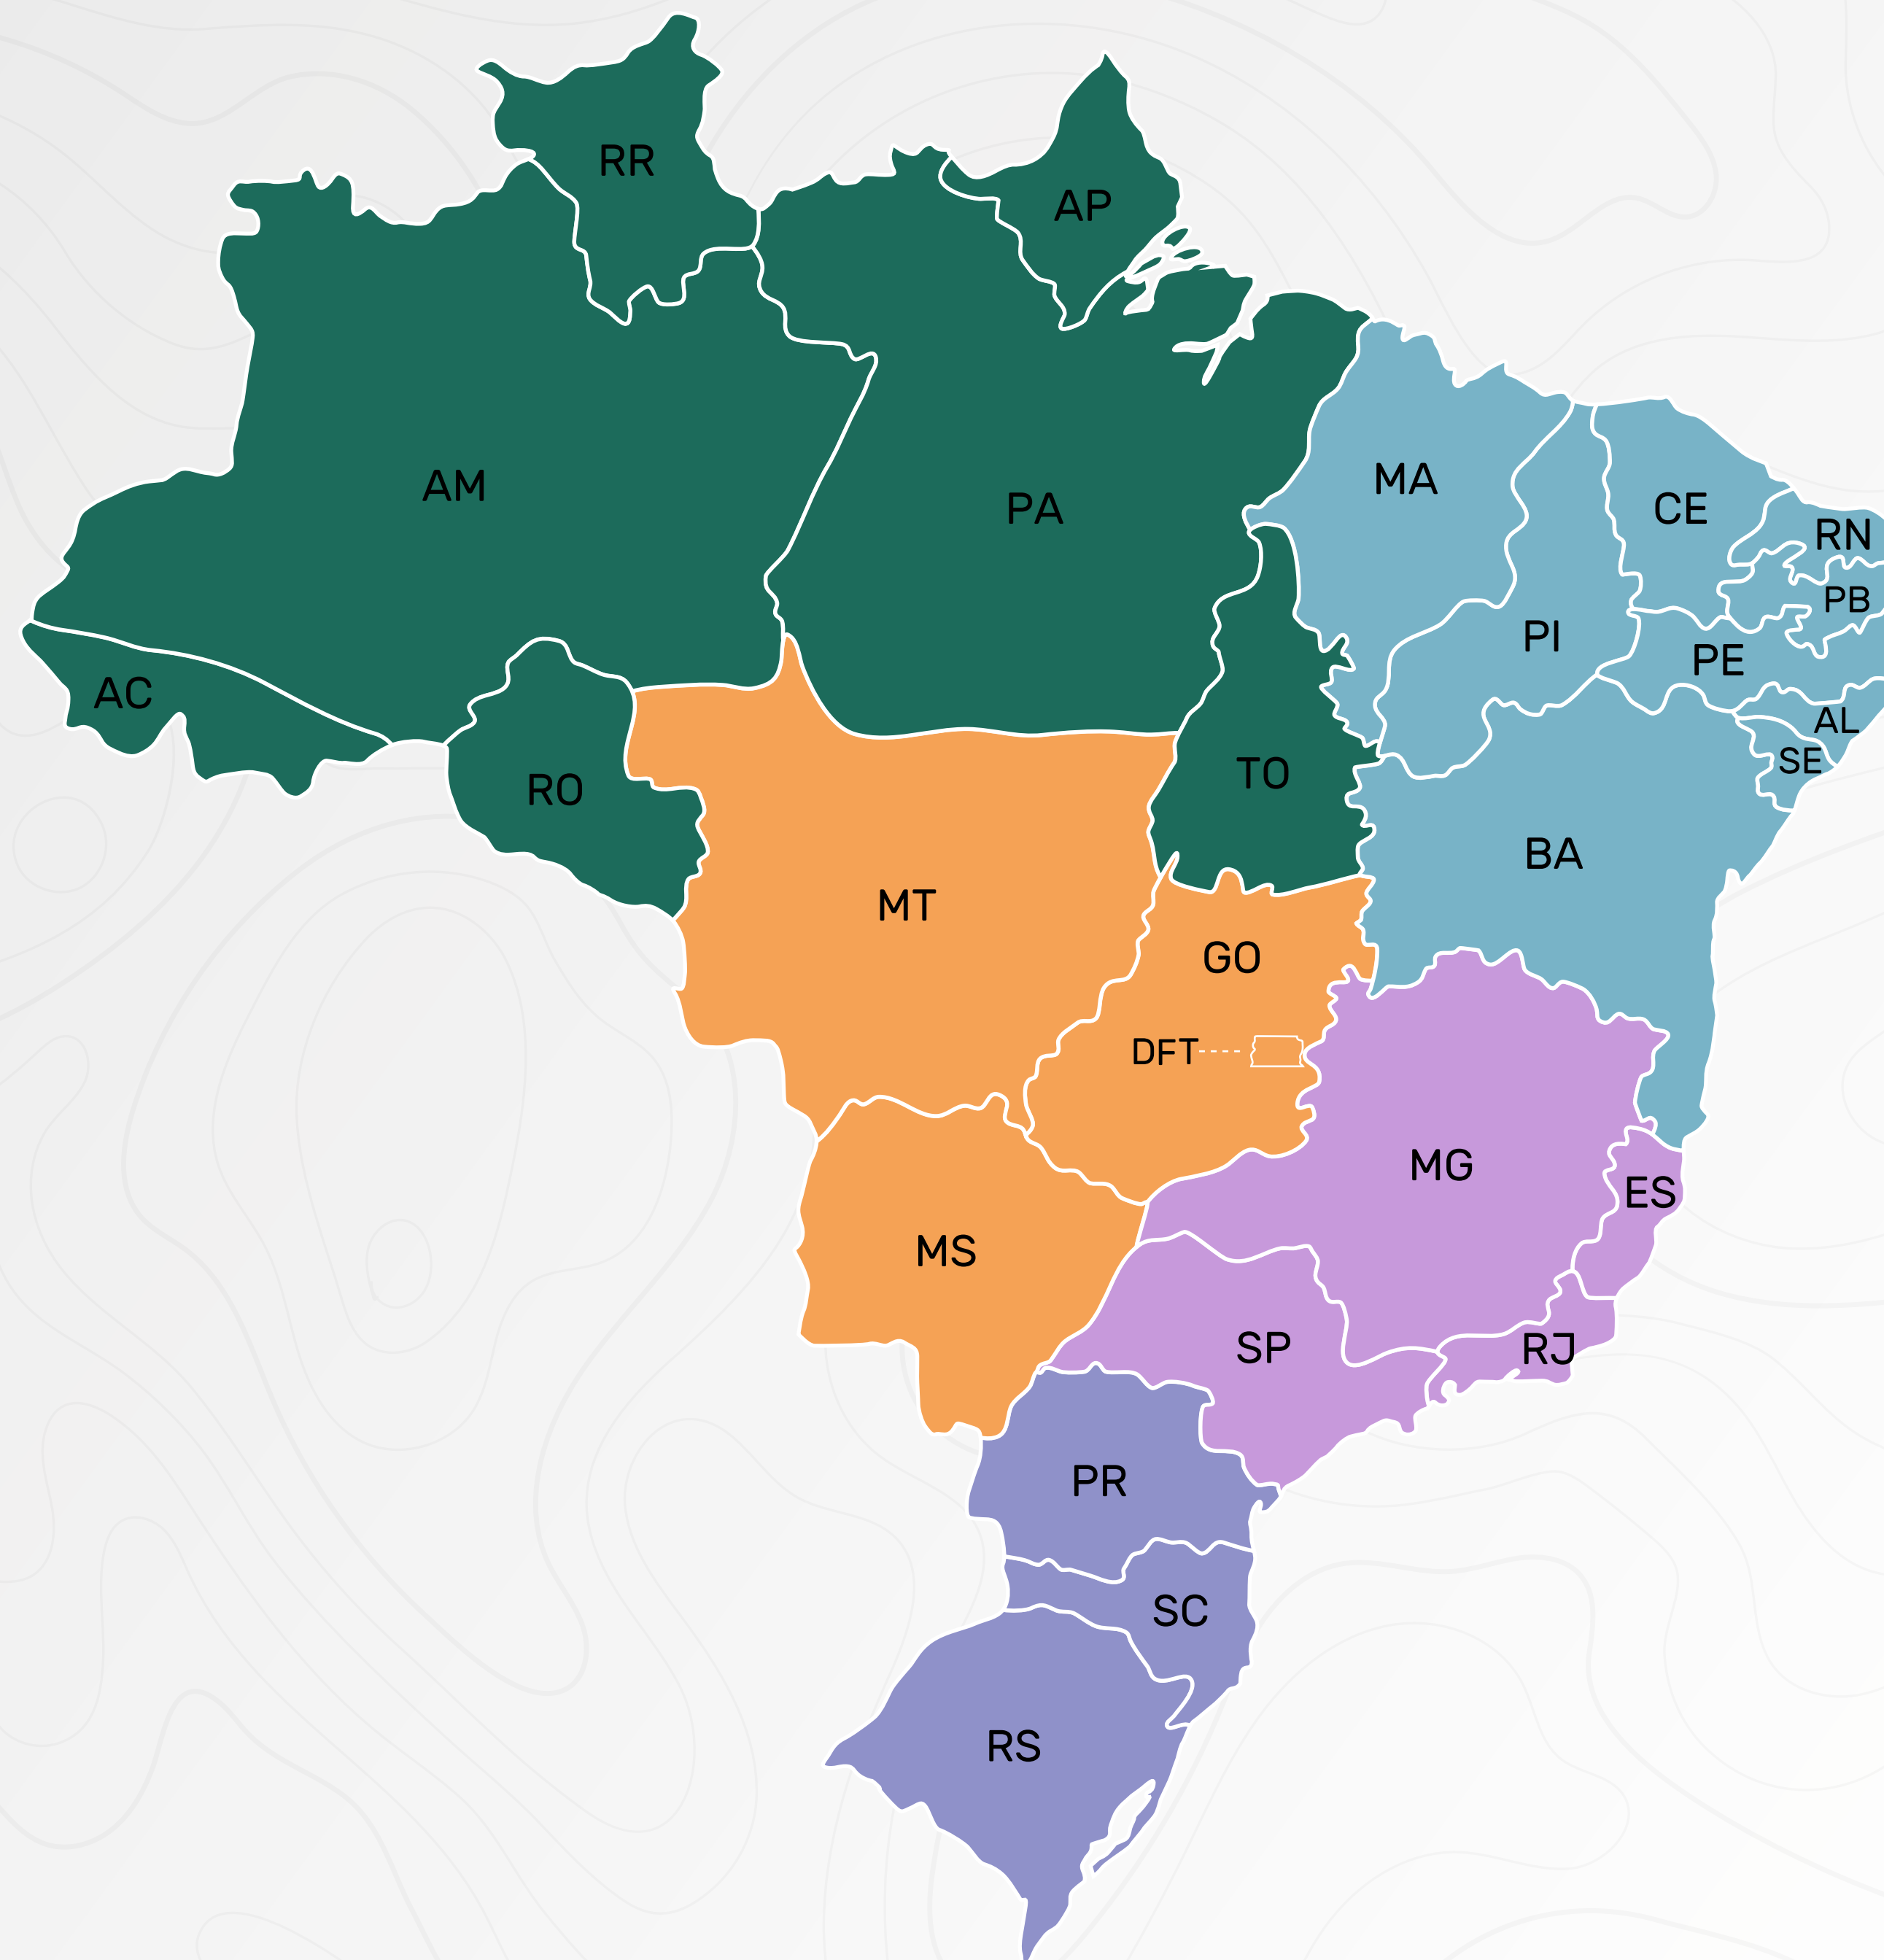 RR
AP
AM
PA
MA
CE
RN
PB
PI
PE
AC
AL
SE
TO
RO
BA
MT
GO
DFT
MG
ES
MS
SP
RJ
PR
SC
RS